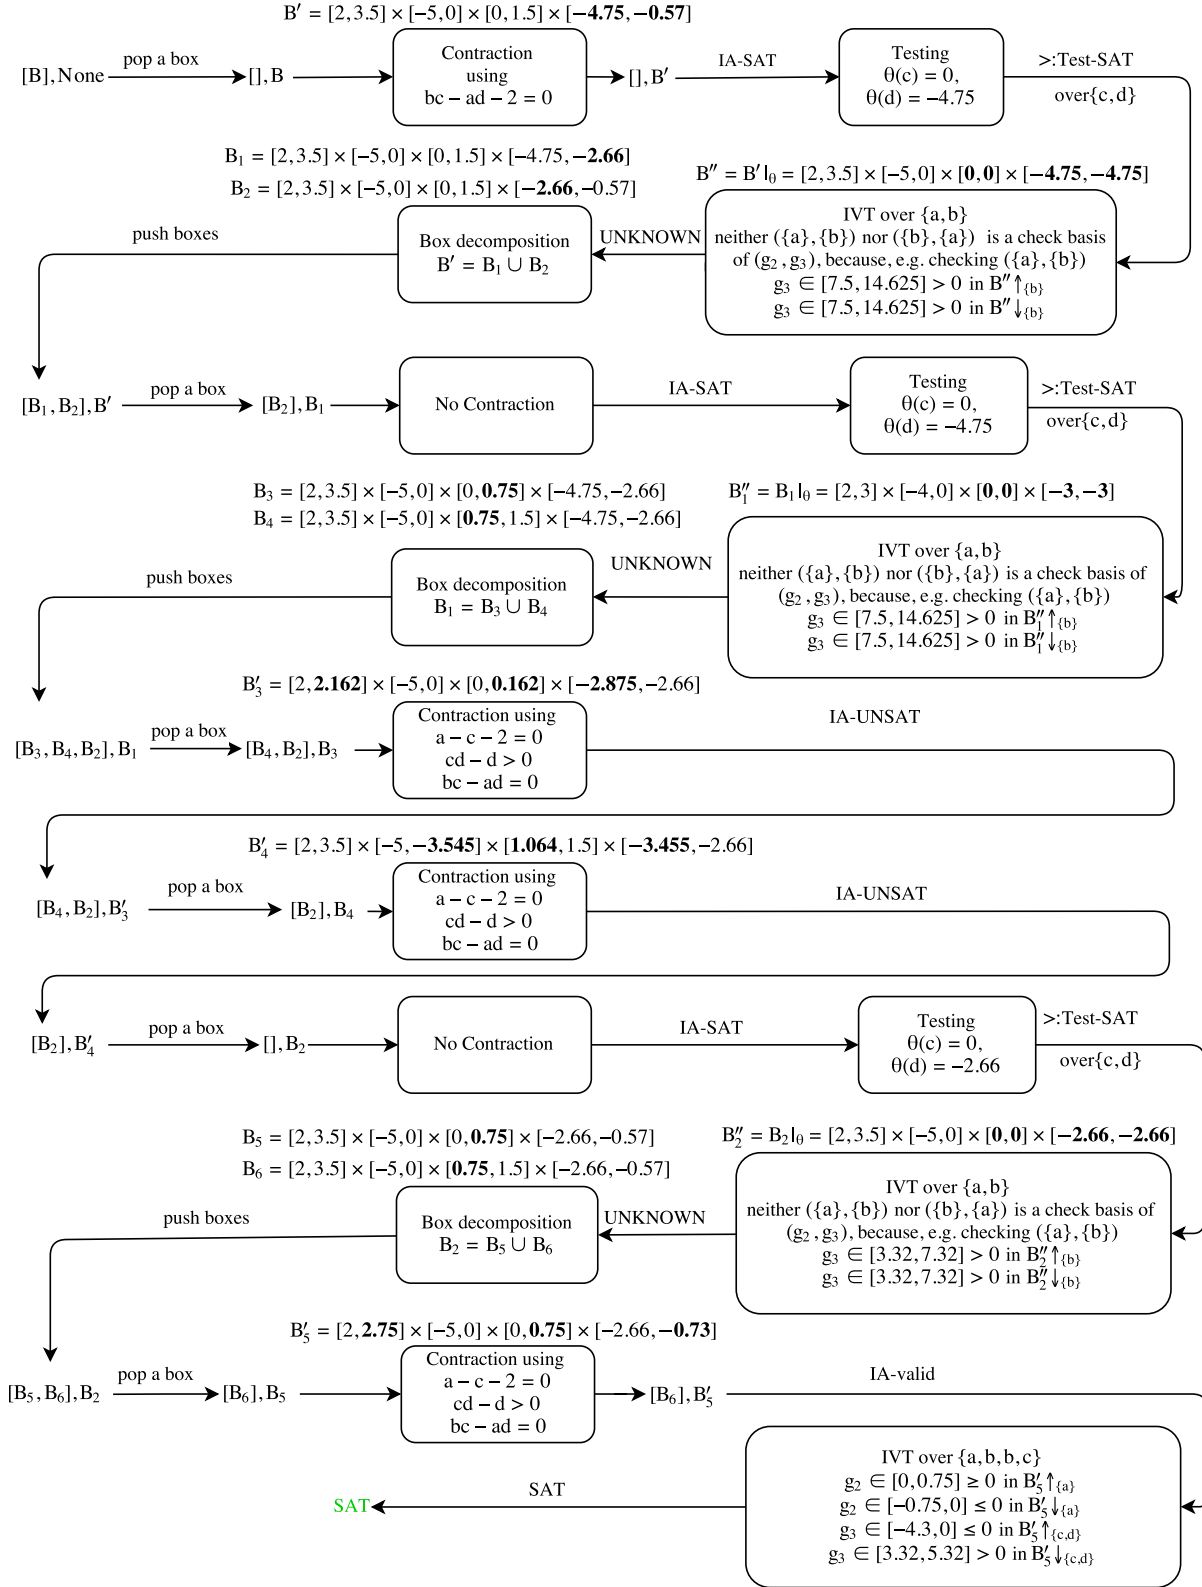 B′ = [2,3.5] × [−5,0] × [0,1.5] × [−4.75,−0.57]
[B],None
pop a box
[],B
Contraction
using
bc − ad − 2 = 0
[],B′
IA-SAT
Testing
θ(c) = 0,
θ(d) = −4.75
>:Test-SAT
over{c,d}
B₁ = [2,3.5] × [−5,0] × [0,1.5] × [−4.75,−2.66]
B₂ = [2,3.5] × [−5,0] × [0,1.5] × [−2.66,−0.57]
B″ = B′|θ = [2,3.5] × [−5,0] × [0,0] × [−4.75,−4.75]
push boxes
Box decomposition
B′ = B₁ ∪ B₂
UNKNOWN
IVT over {a,b}
neither ({a},{b}) nor ({b},{a}) is a check basis
of (g₂,g₃), because, e.g. checking ({a},{b})
g₃ ∈ [7.5,14.625] > 0 in B″↑{b}
g₃ ∈ [7.5,14.625] > 0 in B″↓{b}
[B₁,B₂],B′
pop a box
[B₂],B₁
No Contraction
IA-SAT
Testing
θ(c) = 0,
θ(d) = −4.75
>:Test-SAT
over{c,d}
B₃ = [2,3.5] × [−5,0] × [0,0.75] × [−4.75,−2.66]
B₄ = [2,3.5] × [−5,0] × [0.75,1.5] × [−4.75,−2.66]
B₁″ = B₁|θ = [2,3] × [−4,0] × [0,0] × [−3,−3]
push boxes
Box decomposition
B₁ = B₃ ∪ B₄
UNKNOWN
IVT over {a,b}
neither ({a},{b}) nor ({b},{a}) is a check basis of
(g₂,g₃), because, e.g. checking ({a},{b})
g₃ ∈ [7.5,14.625] > 0 in B₁″↑{b}
g₃ ∈ [7.5,14.625] > 0 in B₁″↓{b}
B₃′ = [2,2.162] × [−5,0] × [0,0.162] × [−2.875,−2.66]
[B₃,B₄,B₂],B₁
pop a box
[B₄,B₂],B₃
Contraction using
a − c − 2 = 0
cd − d > 0
bc − ad = 0
IA-UNSAT
B₄′ = [2,3.5] × [−5,−3.545] × [1.064,1.5] × [−3.455,−2.66]
[B₄,B₂],B₃′
pop a box
[B₂],B₄
Contraction using
a − c − 2 = 0
cd − d > 0
bc − ad = 0
IA-UNSAT
[B₂],B₄′
pop a box
[],B₂
No Contraction
IA-SAT
Testing
θ(c) = 0,
θ(d) = −2.66
>:Test-SAT
over{c,d}
B₅ = [2,3.5] × [−5,0] × [0,0.75] × [−2.66,−0.57]
B₆ = [2,3.5] × [−5,0] × [0.75,1.5] × [−2.66,−0.57]
B₂″ = B₂|θ = [2,3.5] × [−5,0] × [0,0] × [−2.66,−2.66]
push boxes
Box decomposition
B₂ = B₅ ∪ B₆
UNKNOWN
IVT over {a,b}
neither ({a},{b}) nor ({b},{a}) is a check basis of
(g₂,g₃), because, e.g. checking ({a},{b})
g₃ ∈ [3.32,7.32] > 0 in B₂″↑{b}
g₃ ∈ [3.32,7.32] > 0 in B₂″↓{b}
B₅′ = [2,2.75] × [−5,0] × [0,0.75] × [−2.66,−0.73]
[B₅,B₆],B₂
pop a box
[B₆],B₅
Contraction using
a − c − 2 = 0
cd − d > 0
bc − ad = 0
[B₆],B₅′
IA-valid
IVT over {a,b,b,c}
g₂ ∈ [0,0.75] ≥ 0 in B₅′↑{a}
g₂ ∈ [−0.75,0] ≤ 0 in B₅′↓{a}
g₃ ∈ [−4.3,0] ≤ 0 in B₅′↑{c,d}
g₃ ∈ [3.32,5.32] > 0 in B₅′↓{c,d}
SAT
SAT